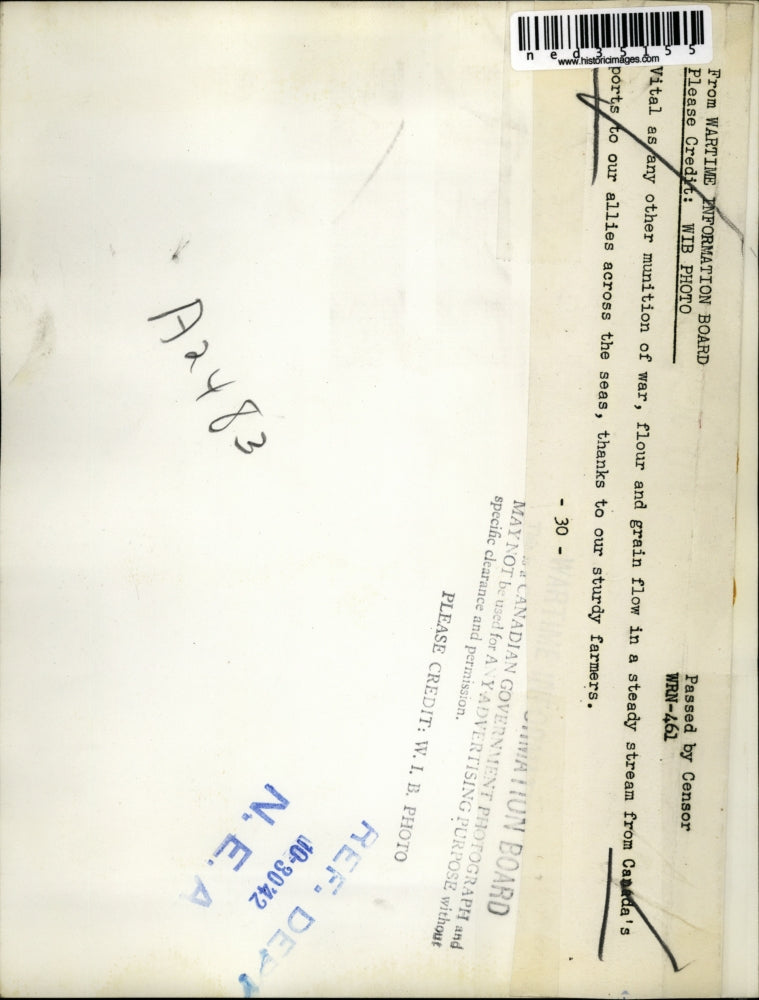 ned35155
www.historicimages.com
From WARTIME INFORMATION BOARD
Please Credit: WIB PHOTO
Passed by Censor
WRN-461
Vital as any other munition of war, flour and grain flow in a steady stream from Canada's
ports to our allies across the seas, thanks to our sturdy farmers.
- 30 -
WARTIME INFORMATION BOARD
is a CANADIAN GOVERNMENT PHOTOGRAPH and
MAY NOT be used for ANY ADVERTISING PURPOSE without
specific clearance and permission.
PLEASE CREDIT: W. I. B. PHOTO
A2483
REF. DEPT
10-30 42
N. E. A